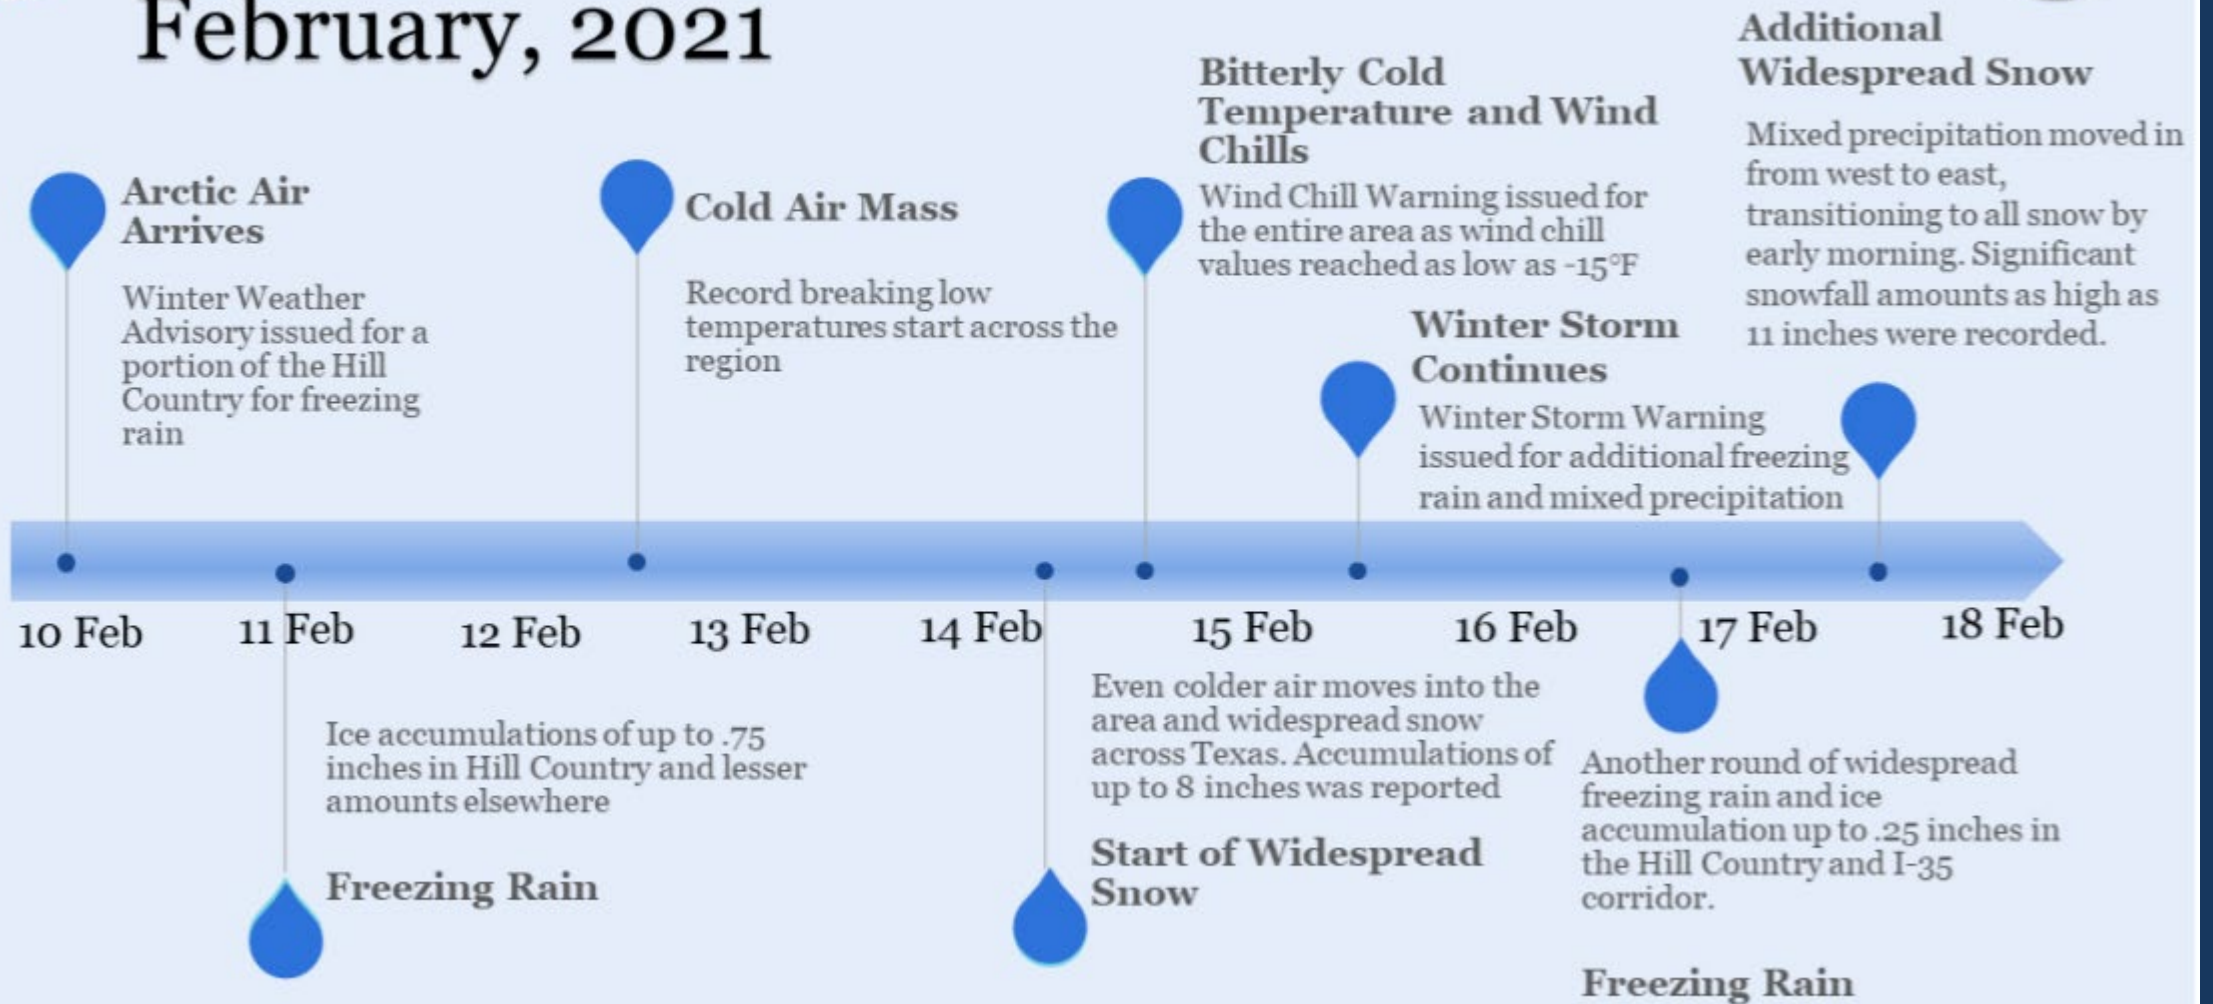 February, 2021
Arctic Air
Arrives
Winter Weather
Advisory issued for a
portion of the Hill
Country for freezing
rain
Cold Air Mass
Record breaking low
temperatures start across the
region
Bitterly Cold
Temperature and Wind
Chills
Wind Chill Warning issued for
the entire area as wind chill
values reached as low as -15°F
Winter Storm
Continues
Winter Storm Warning
issued for additional freezing
rain and mixed precipitation
Additional
Widespread Snow
Mixed precipitation moved in
from west to east,
transitioning to all snow by
early morning. Significant
snowfall amounts as high as
11 inches were recorded.
10 Feb
11 Feb
12 Feb
13 Feb
14 Feb
15 Feb
16 Feb
17 Feb
18 Feb
Ice accumulations of up to .75
inches in Hill Country and lesser
amounts elsewhere
Freezing Rain
Even colder air moves into the
area and widespread snow
across Texas. Accumulations of
up to 8 inches was reported
Start of Widespread
Snow
Another round of widespread
freezing rain and ice
accumulation up to .25 inches in
the Hill Country and I-35
corridor.
Freezing Rain